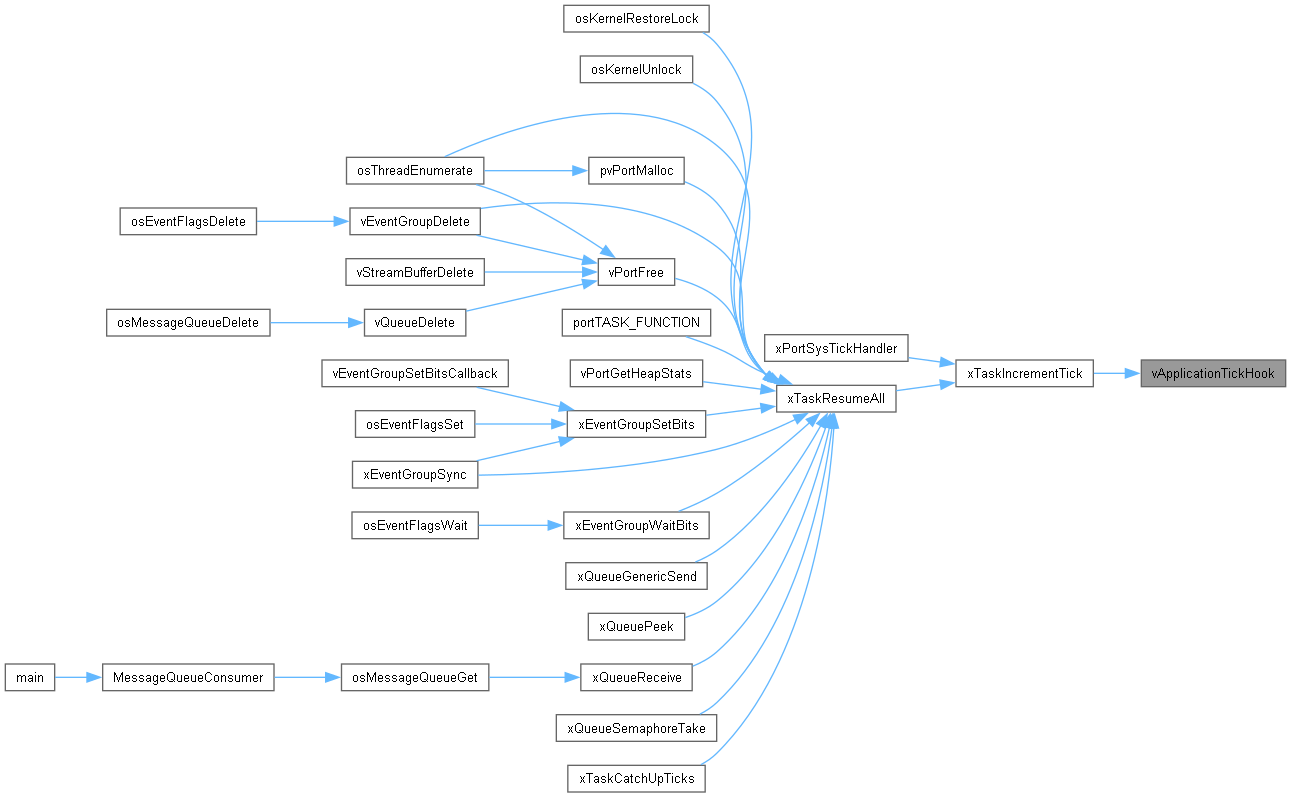 osKernelRestoreLock
osKernelUnlock
osThreadEnumerate
pvPortMalloc
osEventFlagsDelete
vEventGroupDelete
vStreamBufferDelete
vPortFree
osMessageQueueDelete
vQueueDelete
portTASK_FUNCTION
xPortSysTickHandler
vEventGroupSetBitsCallback
vPortGetHeapStats
xTaskIncrementTick
vApplicationTickHook
xTaskResumeAll
osEventFlagsSet
xEventGroupSetBits
xEventGroupSync
osEventFlagsWait
xEventGroupWaitBits
xQueueGenericSend
xQueuePeek
main
MessageQueueConsumer
osMessageQueueGet
xQueueReceive
xQueueSemaphoreTake
xTaskCatchUpTicks